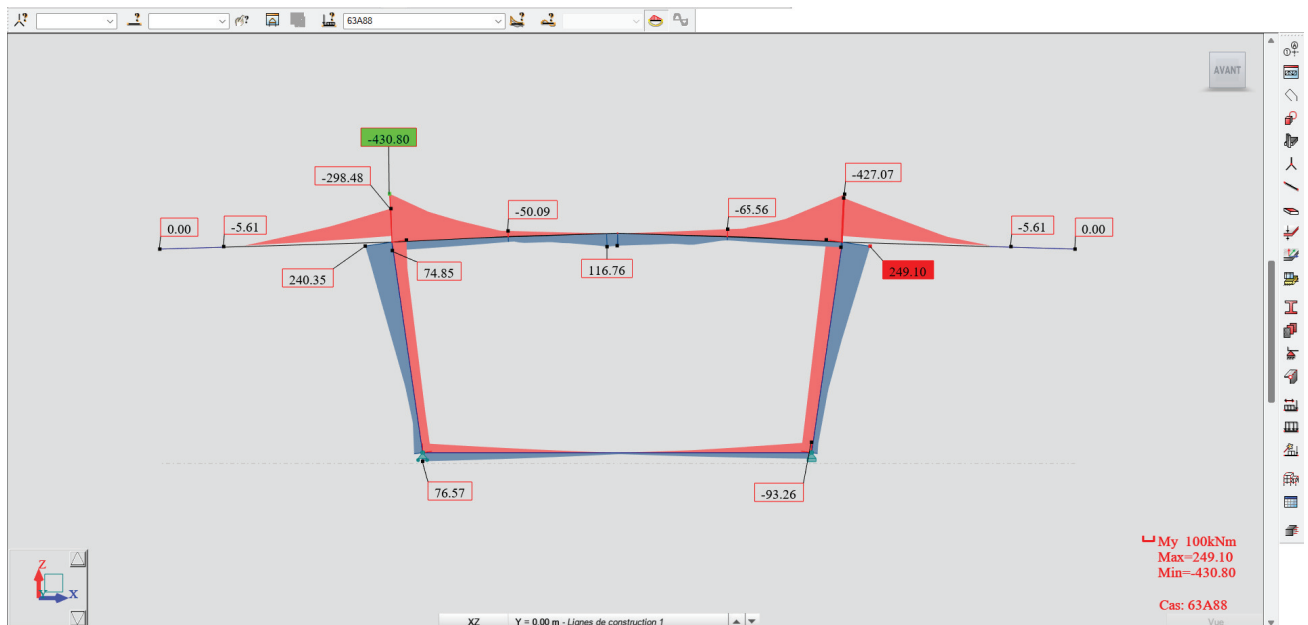 63A88
AVANT
-430.80
-298.48
-427.07
-50.09
-65.56
0.00
-5.61
-5.61
0.00
240.35
74.85
116.76
249.10
76.57
-93.26
My 100kNm
Max=249.10
Min=-430.80
Cas: 63A88
Z
Y
X
XZ
Y = 0.00 m - Lignes de construction 1
Vue